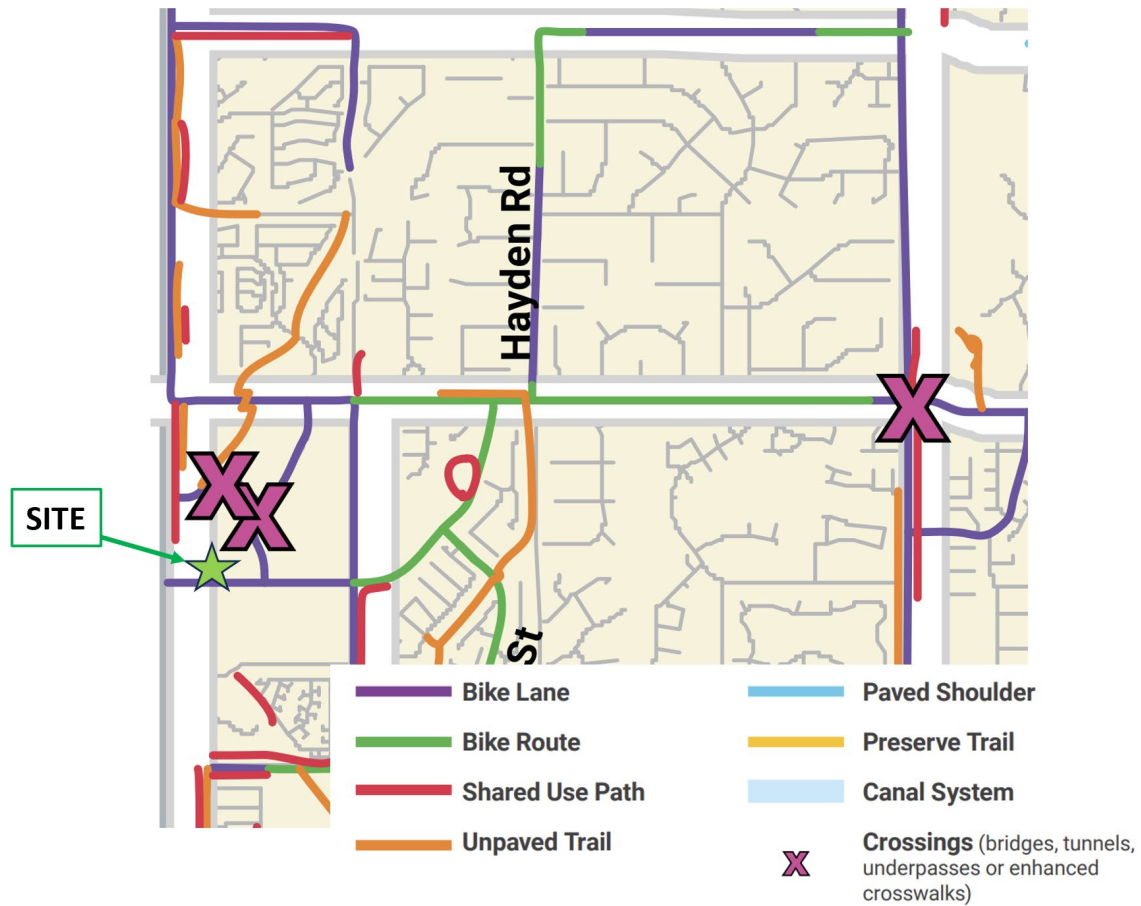 Hayden Rd
SITE
St
Bike Lane
Bike Route
Shared Use Path
Unpaved Trail
Paved Shoulder
Preserve Trail
Canal System
Crossings (bridges, tunnels,
underpasses or enhanced
crosswalks)